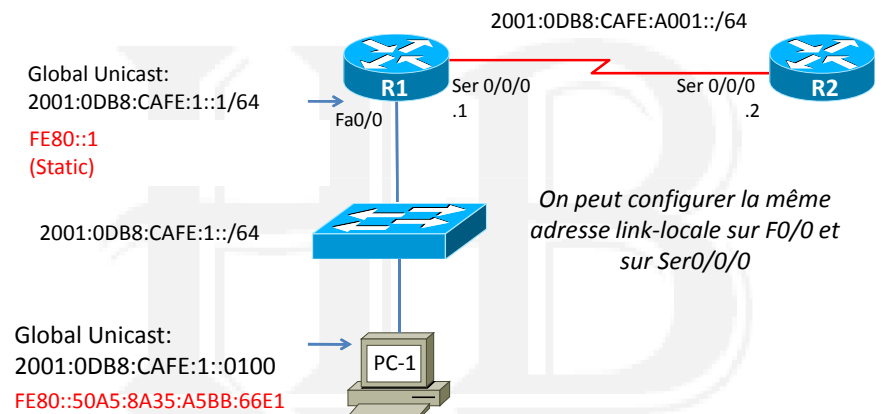 2001:0DB8:CAFE:A001::/64
Global Unicast:
2001:0DB8:CAFE:1::1/64
FE80::1
(Static)
R1
Ser 0/0/0
.1
Fa0/0
Ser 0/0/0
.2
R2
2001:0DB8:CAFE:1::/64
On peut configurer la même
adresse link-locale sur F0/0 et
sur Ser0/0/0
Global Unicast:
2001:0DB8:CAFE:1::0100
FE80::50A5:8A35:A5BB:66E1
PC-1